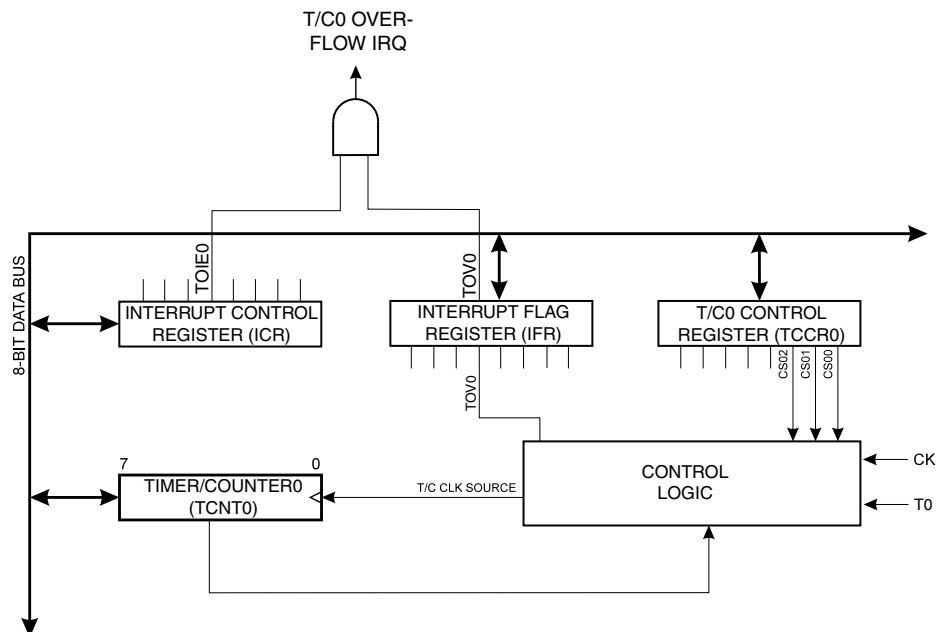 T/C0 OVER-
FLOW IRQ
8-BIT DATA BUS
TOIE0
TOV0
INTERRUPT CONTROL
REGISTER (ICR)
INTERRUPT FLAG
REGISTER (IFR)
T/C0 CONTROL
REGISTER (TCCR0)
TOV0
CS02
CS01
CS00
7
0
TIMER/COUNTER0
(TCNT0)
T/C CLK SOURCE
CONTROL
LOGIC
CK
T0